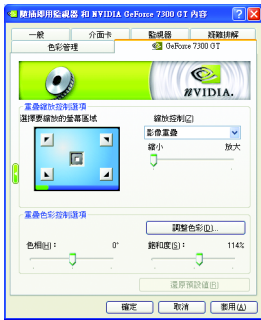 隨插即用監視器 和 NVIDIA GeForce 7300 GT 內容
一般 介面卡 監視器 疑難排解
色彩管理 GeForce 7300 GT
NVIDIA.
重疊縮放控制選項
選擇要縮放的螢幕區域
縮放控制(Z)
影像重疊
縮小 放大
重疊色彩控制選項
調整色彩(D)...
色相(H): 0° 飽和度(S): 114%
還原預設值(R)
確定 取消 套用(A)